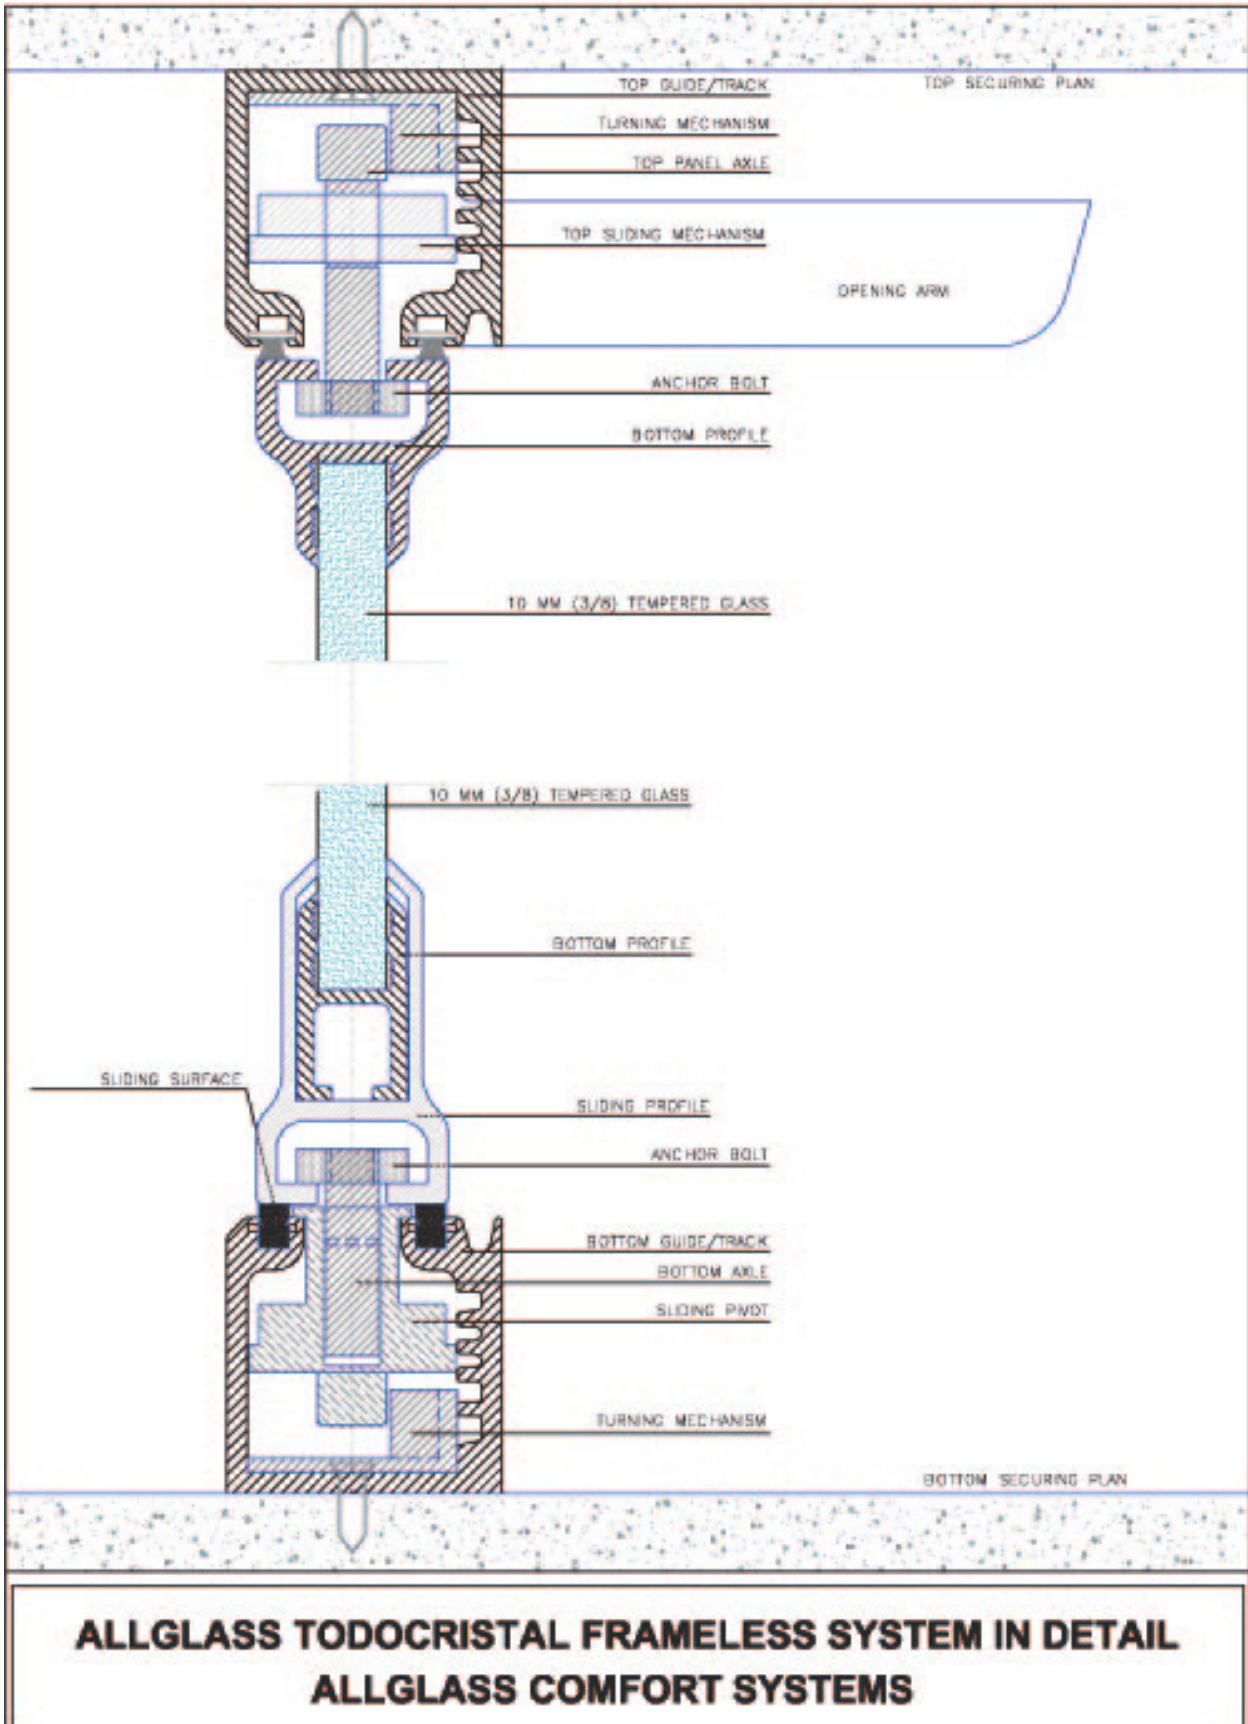 TOP GUIDE/TRACK
TOP SECURING PLAN
TURNING MECHANISM
TOP PANEL AXLE
TOP SLIDING MECHANISM
OPENING ARM
ANCHOR BOLT
BOTTOM PROFILE
10 MM (3/8) TEMPERED GLASS
10 MM (3/8) TEMPERED GLASS
BOTTOM PROFILE
SLIDING SURFACE
SLIDING PROFILE
ANCHOR BOLT
BOTTOM GUIDE/TRACK
BOTTOM AXLE
SLIDING PIVOT
TURNING MECHANISM
BOTTOM SECURING PLAN
ALLGLASS TODOCRISTAL FRAMELESS SYSTEM IN DETAIL
ALLGLASS COMFORT SYSTEMS